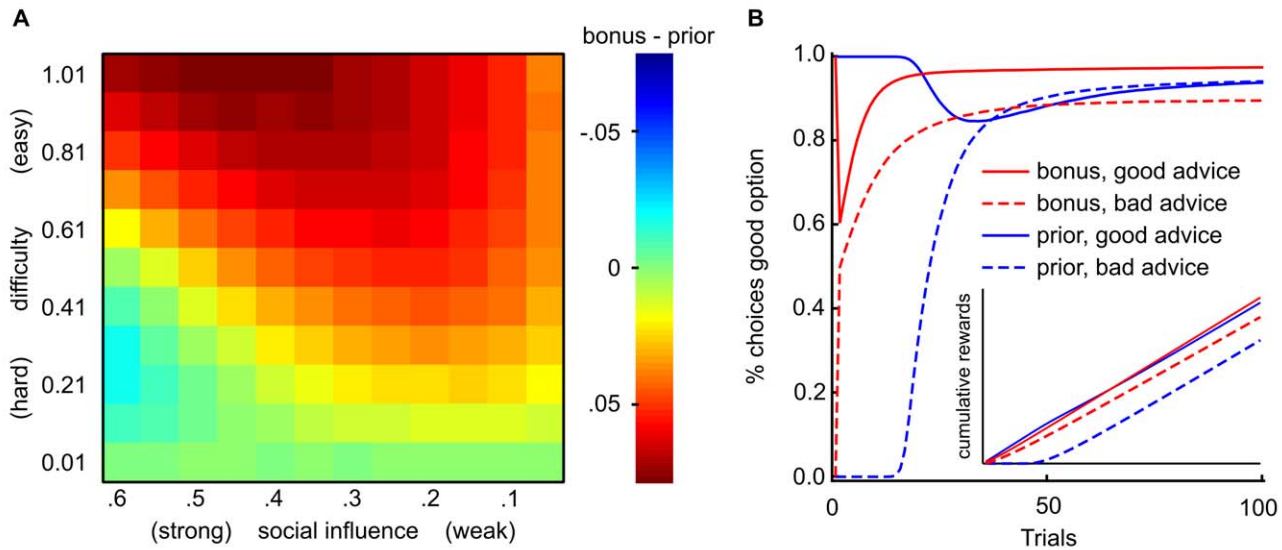 A
bonus - prior
-.05
0
.05
(easy)
difficulty
(hard)
1.01
0.81
0.61
0.41
0.21
0.01
.6 .5 .4 .3 .2 .1
(strong) social influence (weak)
B
% choices good option
1.0
0.8
0.6
0.4
0.2
0.0
bonus, good advice
bonus, bad advice
prior, good advice
prior, bad advice
cumulative rewards
0 50 100
Trials